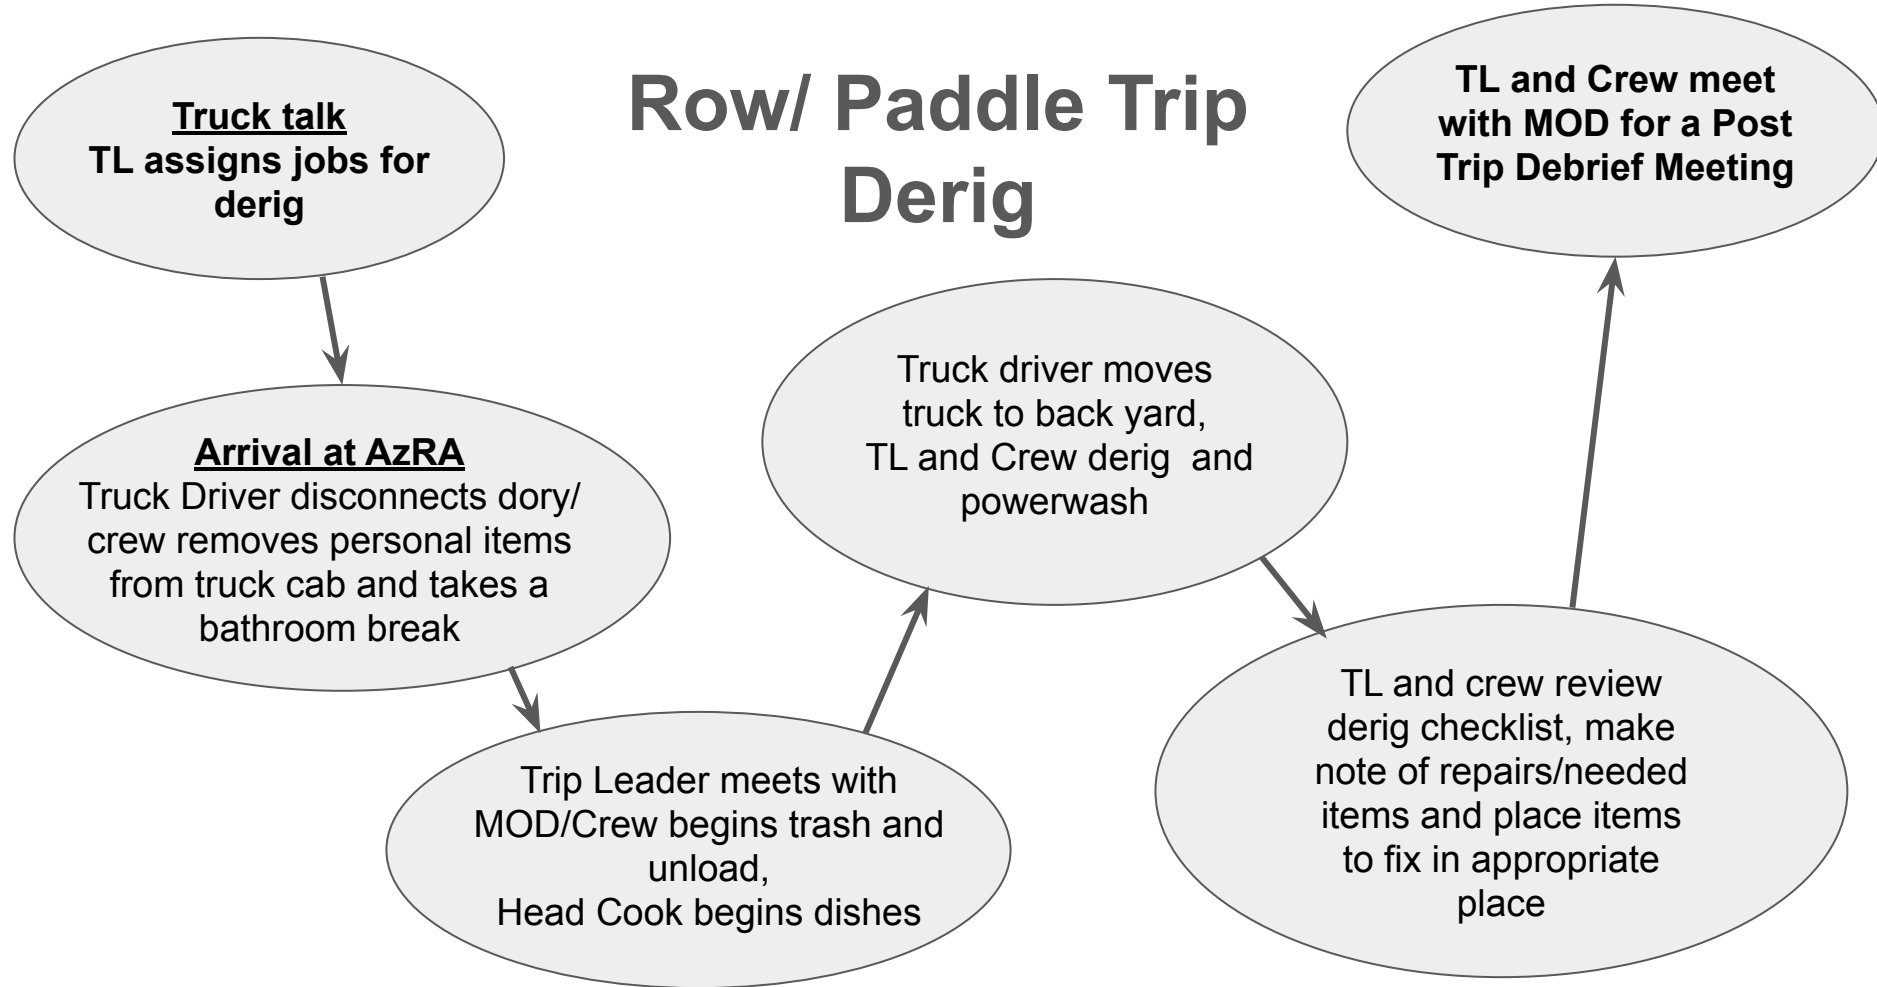 Row/ Paddle Trip
Derig
Truck talk
TL assigns jobs for
derig
Arrival at AzRA
Truck Driver disconnects dory/
crew removes personal items
from truck cab and takes a
bathroom break
Trip Leader meets with
MOD/Crew begins trash and
unload,
Head Cook begins dishes
Truck driver moves
truck to back yard,
TL and Crew derig  and
powerwash
TL and crew review
derig checklist, make
note of repairs/needed
items and place items
to fix in appropriate
place
TL and Crew meet
with MOD for a Post
Trip Debrief Meeting